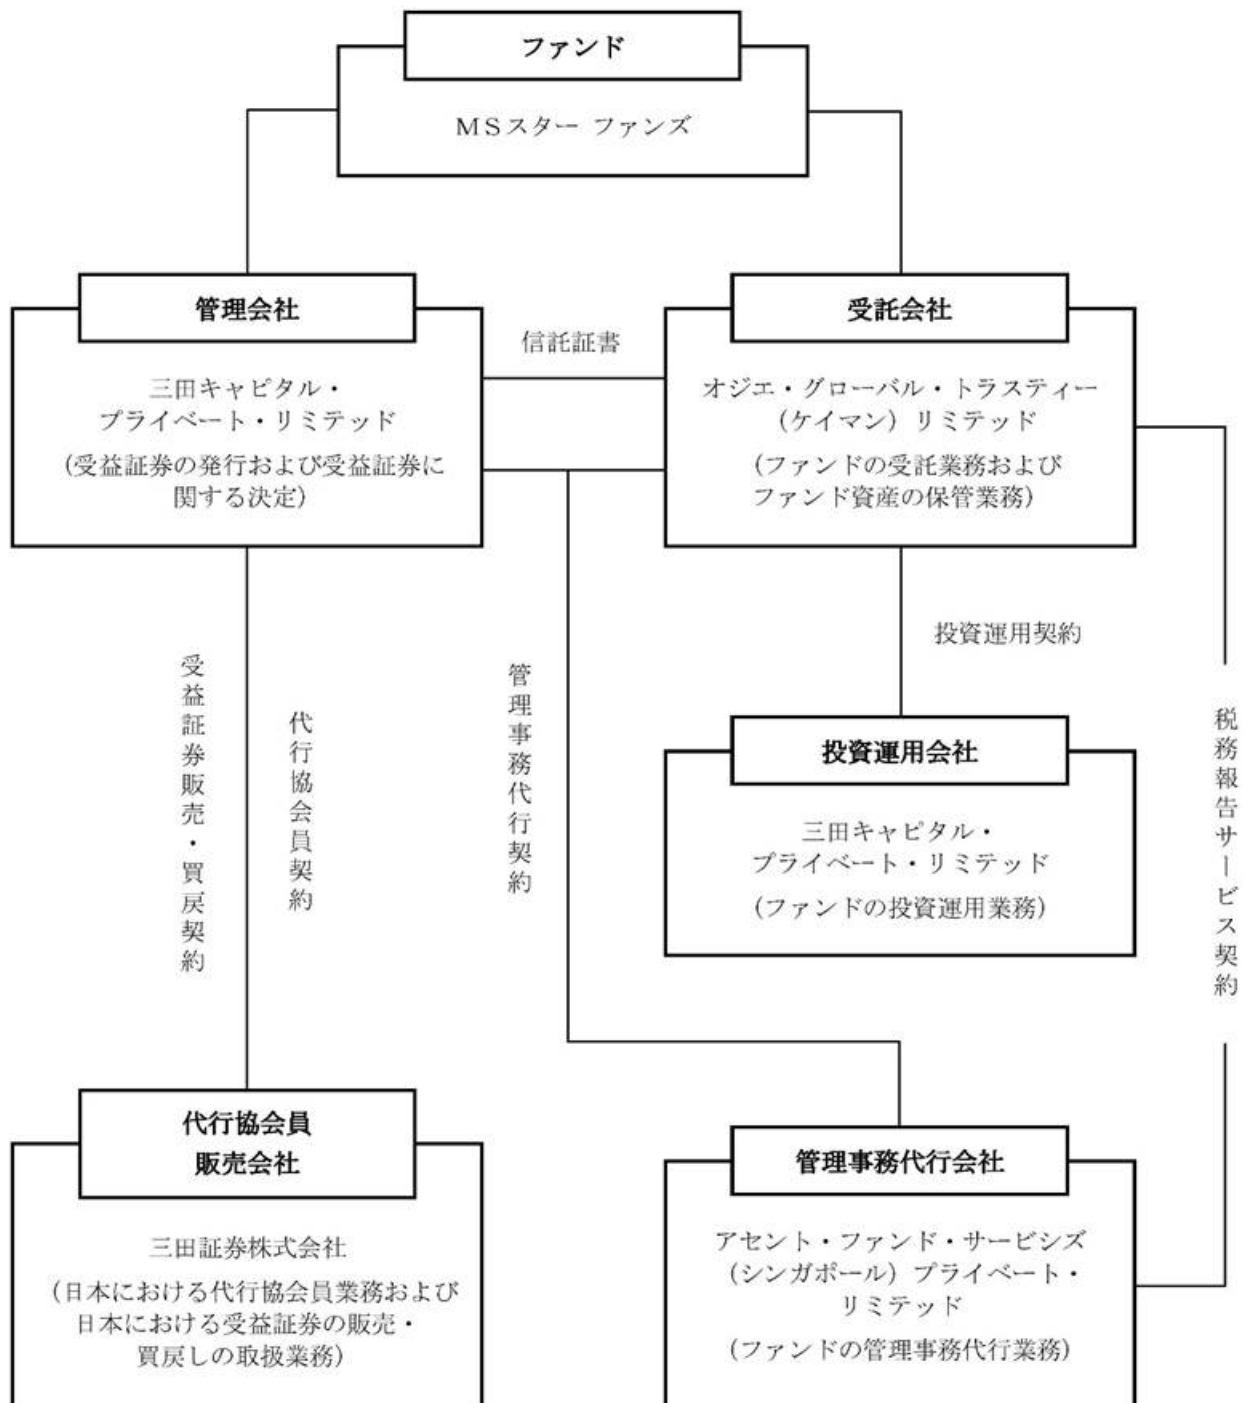 ファンド
MSスター ファンズ
管理会社
三田キャピタル・
プライベート・リミテッド
(受益証券の発行および受益証券に
関する決定)
信託証書
受託会社
オジエ・グローバル・トラスティー
(ケイマン) リミテッド
(ファンドの受託業務および
ファンド資産の保管業務)
受益証券販売・買戻契約
代行協会員契約
管理事務代行契約
投資運用契約
税務報告サービス契約
投資運用会社
三田キャピタル・
プライベート・リミテッド
(ファンドの投資運用業務)
代行協会員
販売会社
三田証券株式会社
(日本における代行協会員業務および
日本における受益証券の販売・
買戻しの取扱業務)
管理事務代行会社
アセント・ファンド・サービシズ
(シンガポール) プライベート・
リミテッド
(ファンドの管理事務代行業務)